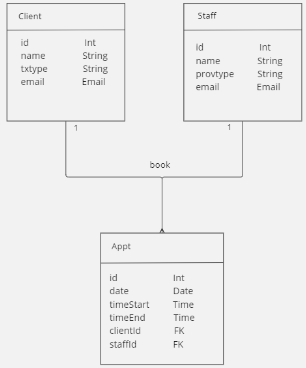 Client
id Int
name String
txtype String
email Email
Staff
id Int
name String
provtype String
email Email
1
1
book
Appt
id Int
date Date
timeStart Time
timeEnd Time
clientId FK
staffId FK